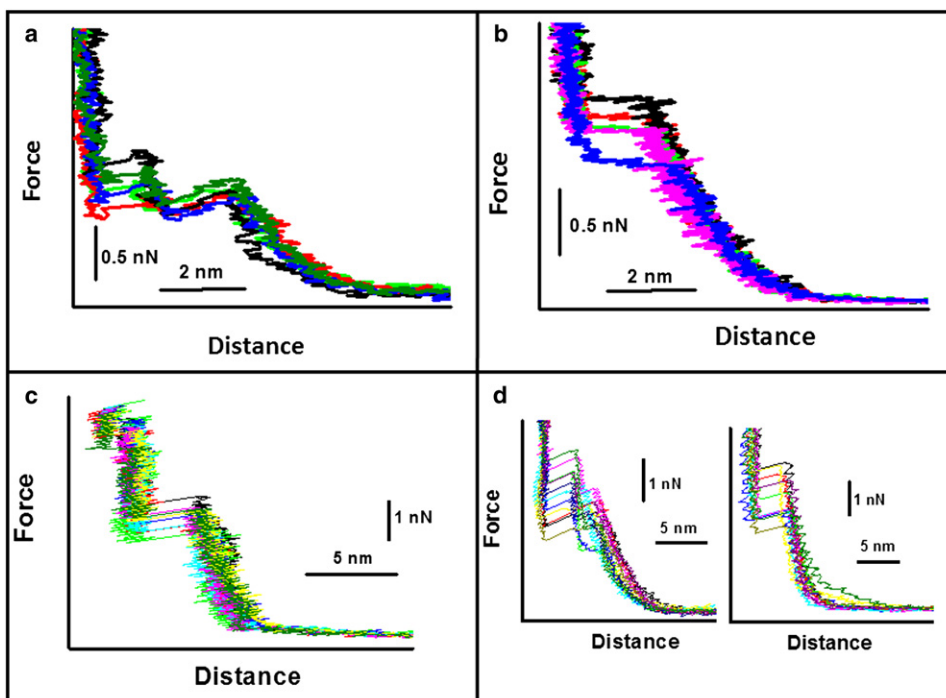 a
Force
0.5 nN
2 nm
Distance
b
Force
0.5 nN
2 nm
Distance
c
Force
1 nN
5 nm
Distance
d
Force
1 nN
5 nm
Distance
1 nN
5 nm
Distance